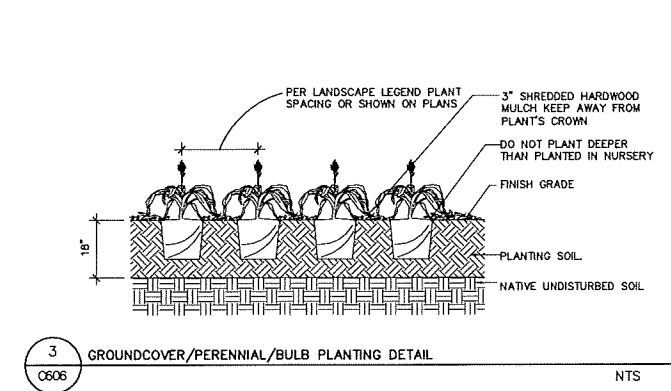 PER LANDSCAPE LEGEND PLANT
SPACING OR SHOWN ON PLANS
3" SHREDDED HARDWOOD
MULCH KEEP AWAY FROM
PLANT'S CROWN
DO NOT PLANT DEEPER
THAN PLANTED IN NURSERY
FINISH GRADE
18"
PLANTING SOIL
NATIVE UNDISTURBED SOIL
3
GROUNDCOVER/PERENNIAL/BULB PLANTING DETAIL
C606
NTS